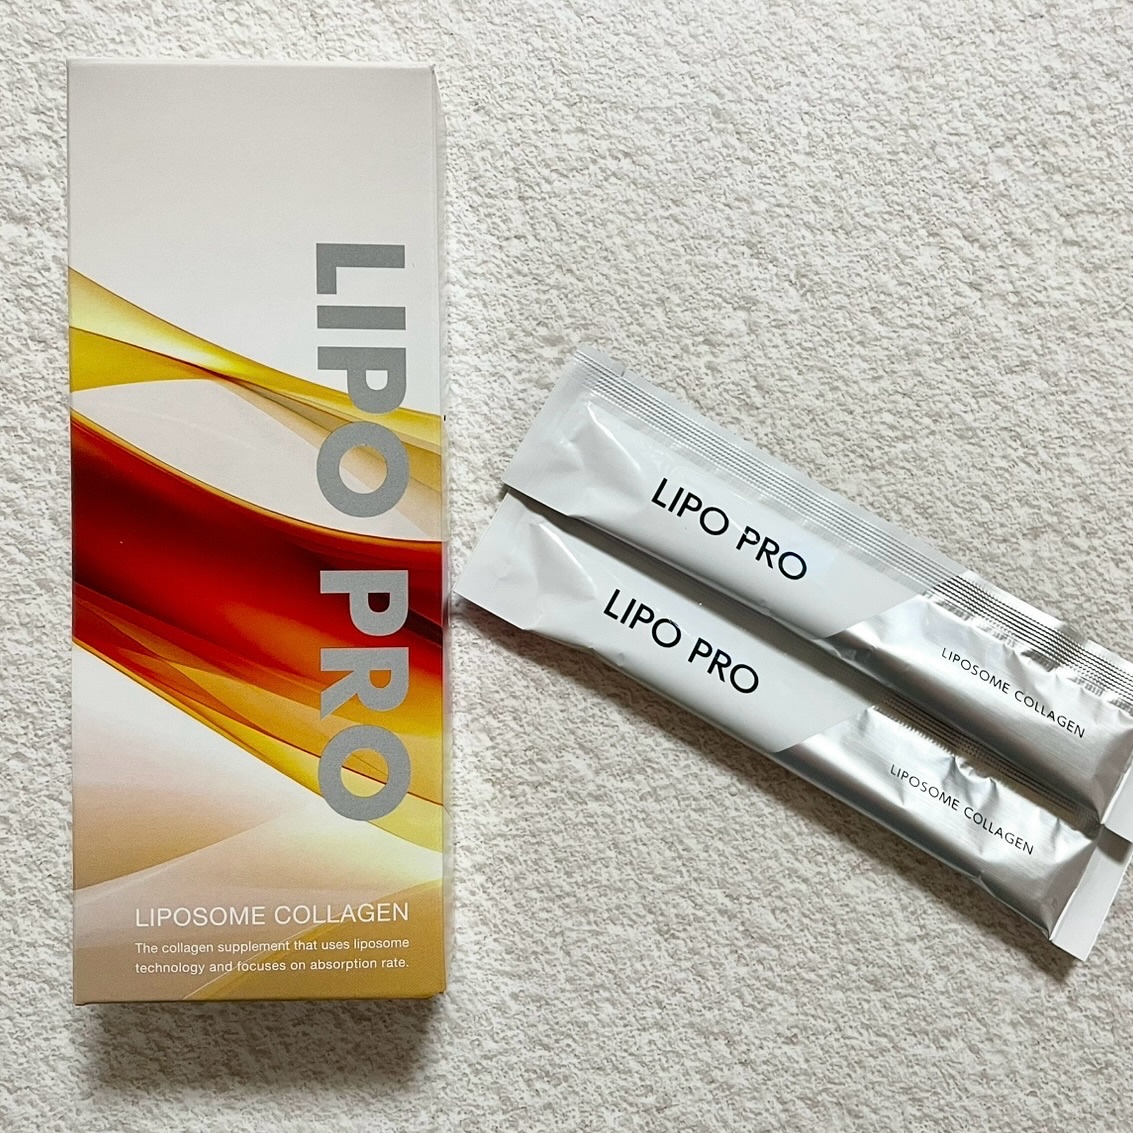 LIPO PRO
LIPOSOME COLLAGEN
The collagen supplement that uses liposome
technology and focuses on absorption rate.
LIPO PRO
LIPOSOME COLLAGEN
LIPO PRO
LIPOSOME COLLAGEN